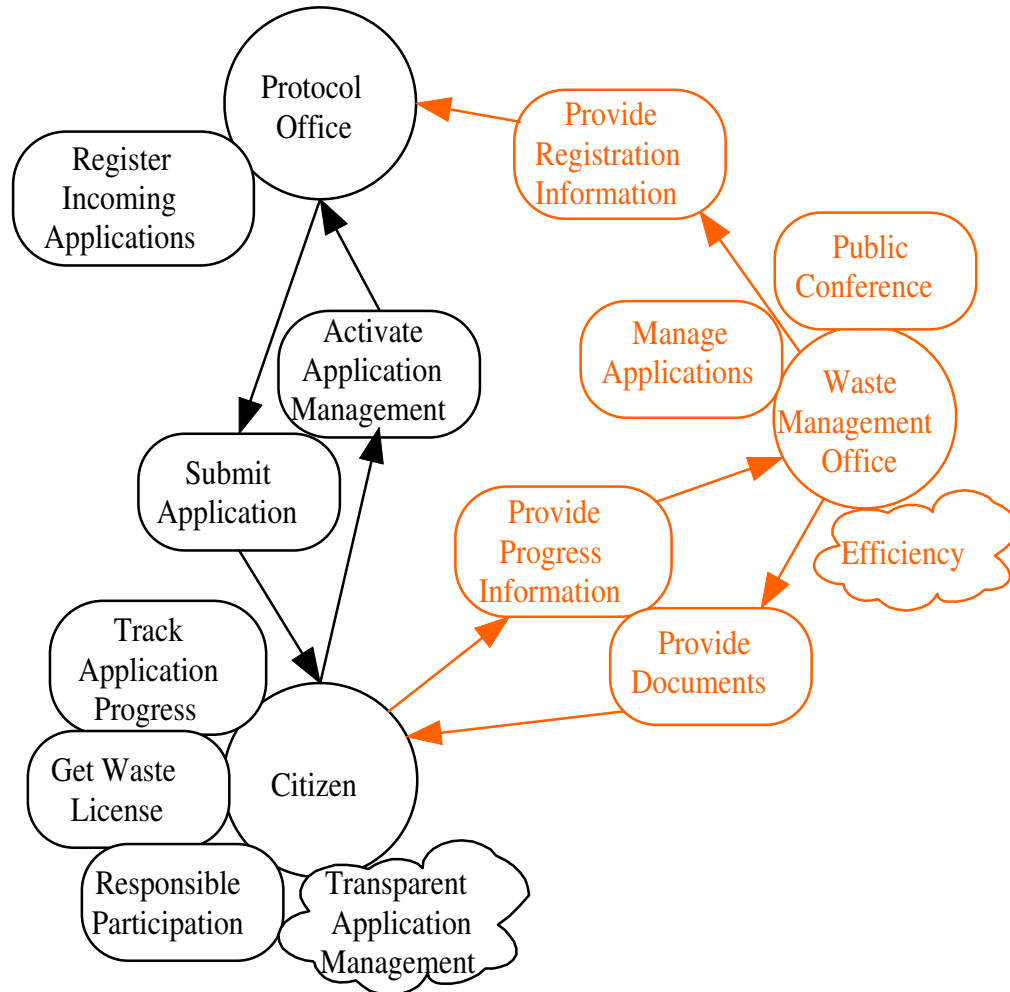 Protocol
Office
Provide
Registration
Information
Register
Incoming
Applications
Public
Conference
Activate
Application
Management
Manage
Applications
Waste
Management
Office
Submit
Application
Provide
Progress
Information
Efficiency
Track
Application
Progress
Provide
Documents
Get Waste
License
Citizen
Responsible
Participation
Transparent
Application
Management